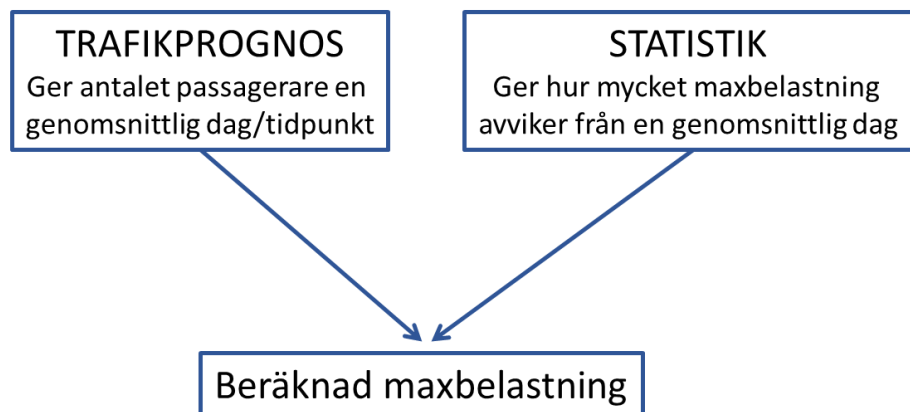 TRAFIKPROGNOS
Ger antalet passagerare en
genomsnittlig dag/tidpunkt
STATISTIK
Ger hur mycket maxbelastning
avviker från en genomsnittlig dag
Beräknad maxbelastning